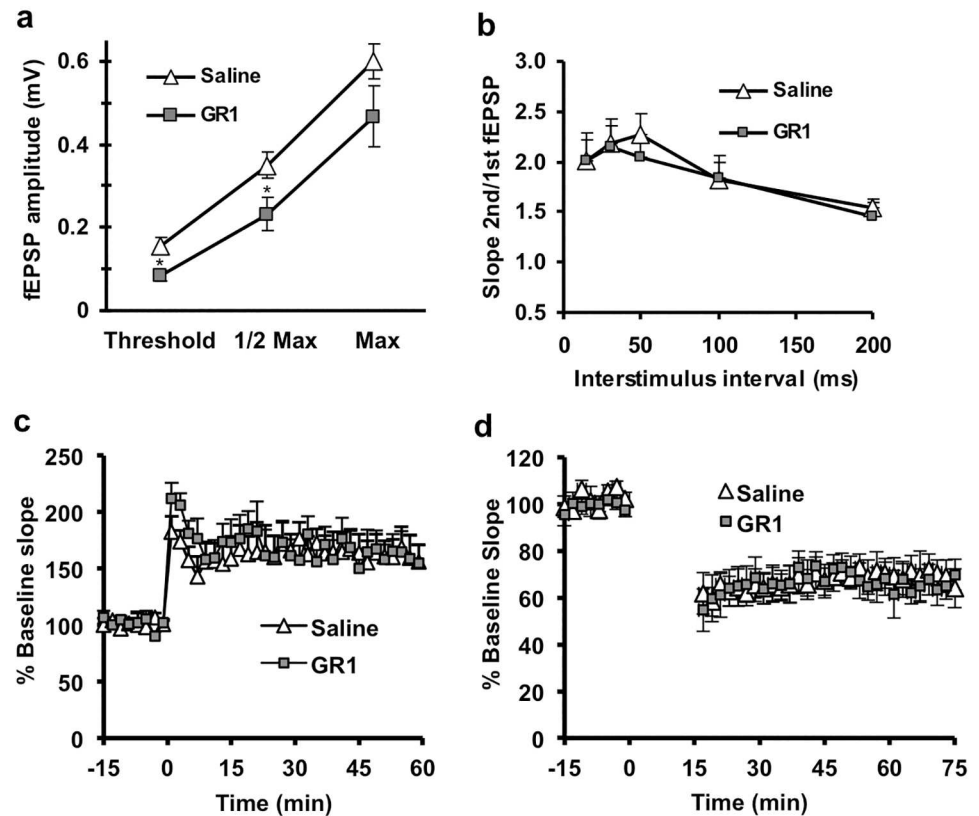 a
fEPSP amplitude (mV)
0.6
0.4
0.2
0
Saline
GR1
*
*
Threshold 1/2 Max Max
b
Slope 2nd/1st fEPSP
3.0
2.5
2.0
1.5
1.0
0.5
Saline
GR1
0 50 100 150 200
Interstimulus interval (ms)
c
% Baseline slope
250
200
150
100
50
0
Saline
GR1
-15 0 15 30 45 60
Time (min)
d
% Baseline Slope
120
100
80
60
40
20
0
Saline
GR1
-15 0 15 30 45 60 75
Time (min)